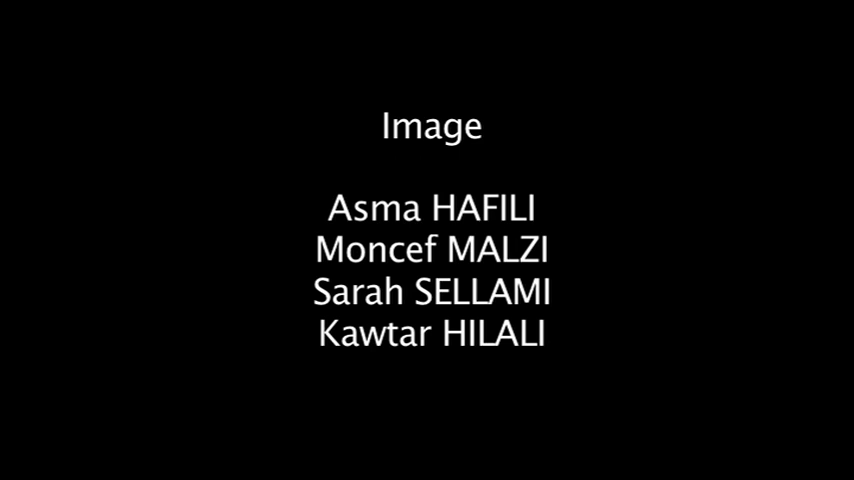 Image
Asma HAFILI
Moncef MALZI
Sarah SELLAMI
Kawtar HILALI